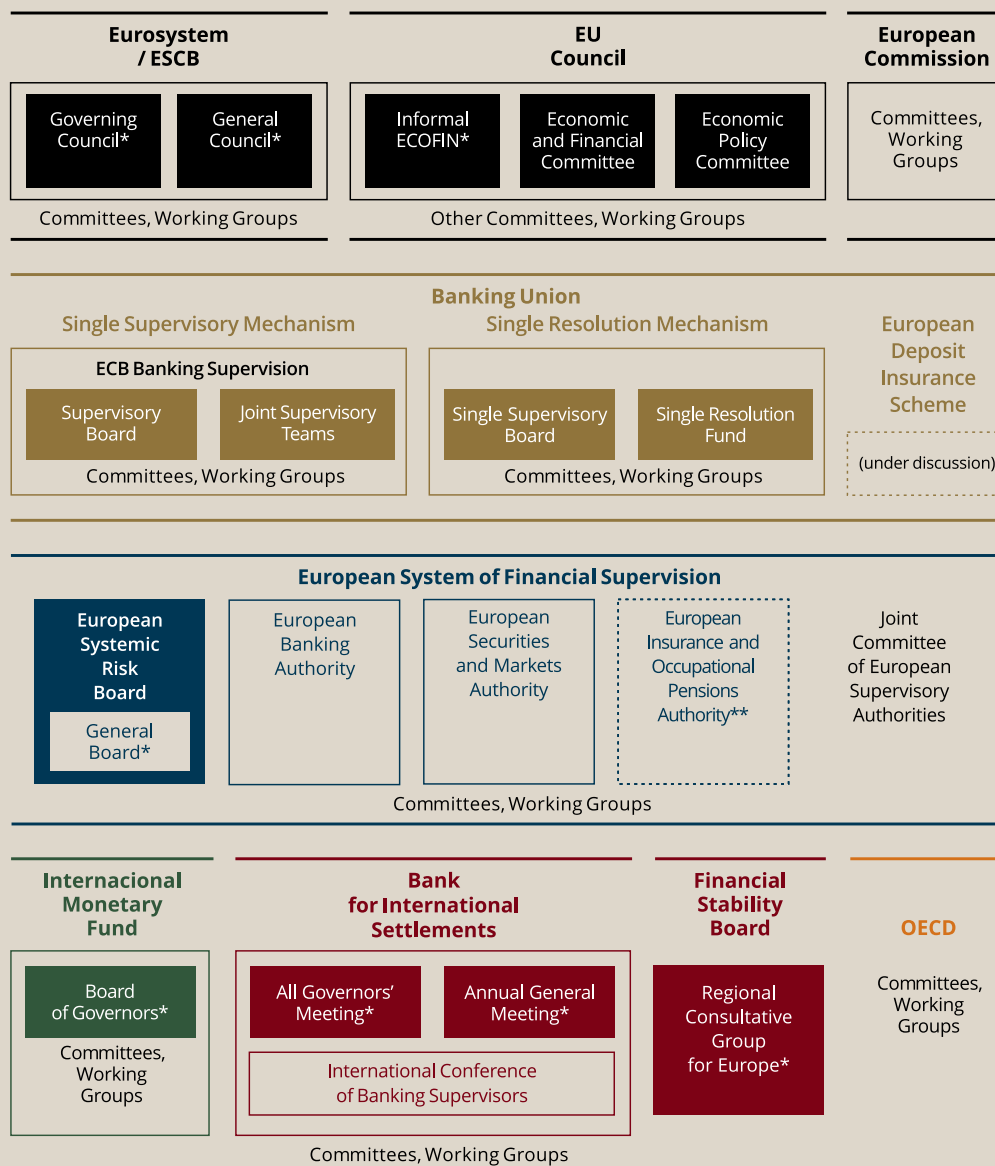 Eurosystem
/ ESCB
Governing
Council*
General
Council*
Committees, Working Groups
EU
Council
Informal
ECOFIN*
Economic
and Financial
Committee
Economic
Policy
Committee
Other Committees, Working Groups
European
Commission
Committees,
Working
Groups
Banking Union
Single Supervisory Mechanism
ECB Banking Supervision
Supervisory
Board
Joint Supervisory
Teams
Committees, Working Groups
Single Resolution Mechanism
Single Supervisory
Board
Single Resolution
Fund
Committees, Working Groups
European
Deposit
Insurance
Scheme
(under discussion)
European System of Financial Supervision
European
Systemic
Risk
Board
General
Board*
European
Banking
Authority
European
Securities
and Markets
Authority
European
Insurance and
Occupational
Pensions
Authority**
Joint
Committee
of European
Supervisory
Authorities
Committees, Working Groups
Internacional
Monetary
Fund
Board
of Governors*
Committees,
Working
Groups
Bank
for International
Settlements
All Governors’
Meeting*
Annual General
Meeting*
International Conference
of Banking Supervisors
Committees, Working Groups
Financial
Stability
Board
Regional
Consultative
Group
for Europe*
OECD
Committees,
Working
Groups